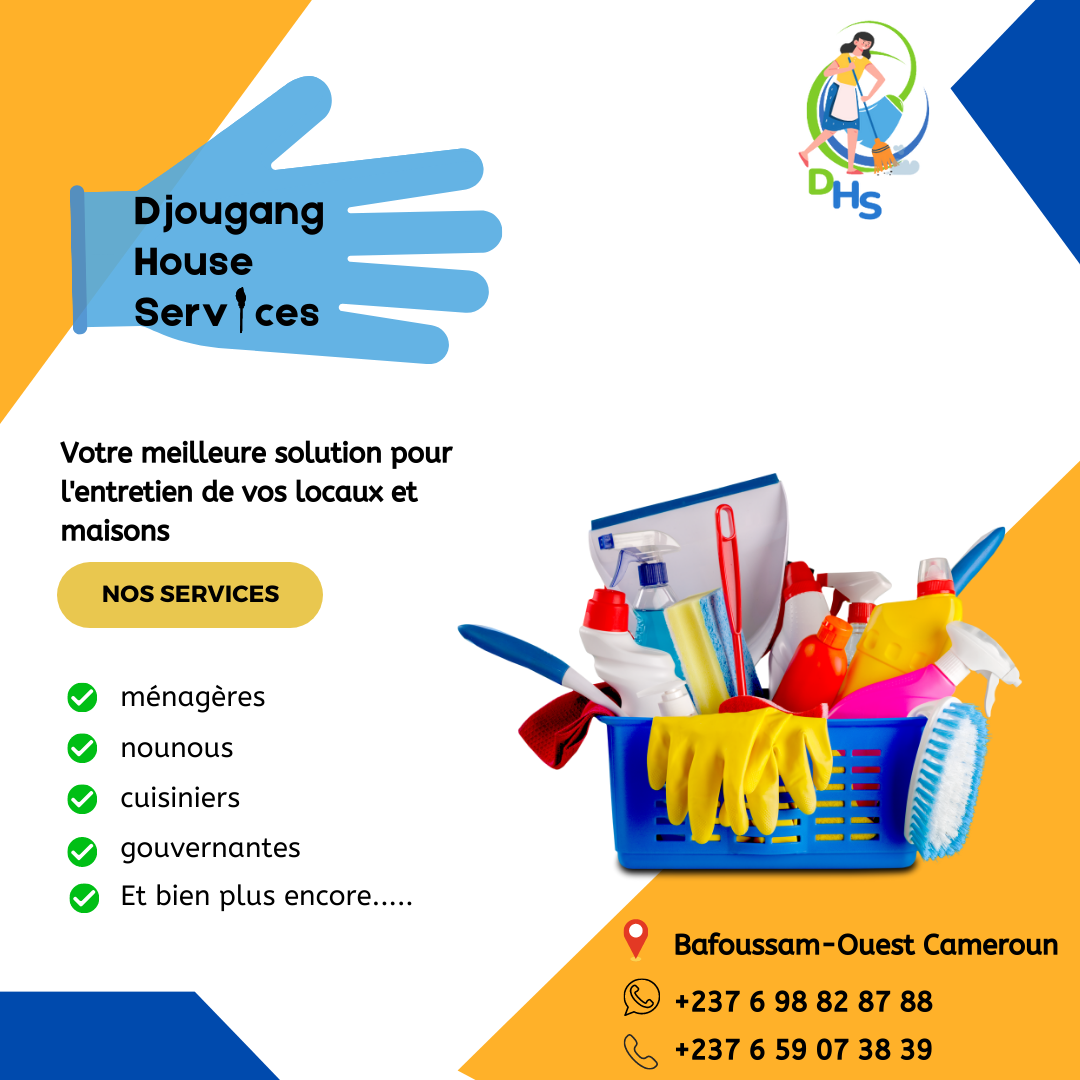 DHS
Djougang
House
Services
Votre meilleure solution pour
l'entretien de vos locaux et
maisons
NOS SERVICES
ménagères
nounous
cuisiniers
gouvernantes
Et bien plus encore.....
Bafoussam-Ouest Cameroun
+237 6 98 82 87 88
+237 6 59 07 38 39